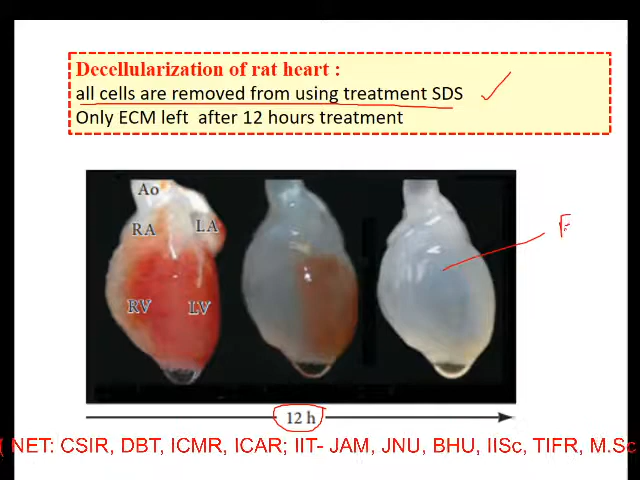 Decellularization of rat heart :
all cells are removed from using treatment SDS
Only ECM left after 12 hours treatment
Ao
RA
LA
RV
LV
12 h
( NET: CSIR, DBT, ICMR, ICAR; IIT- JAM, JNU, BHU, IISc, TIFR, M.Sc